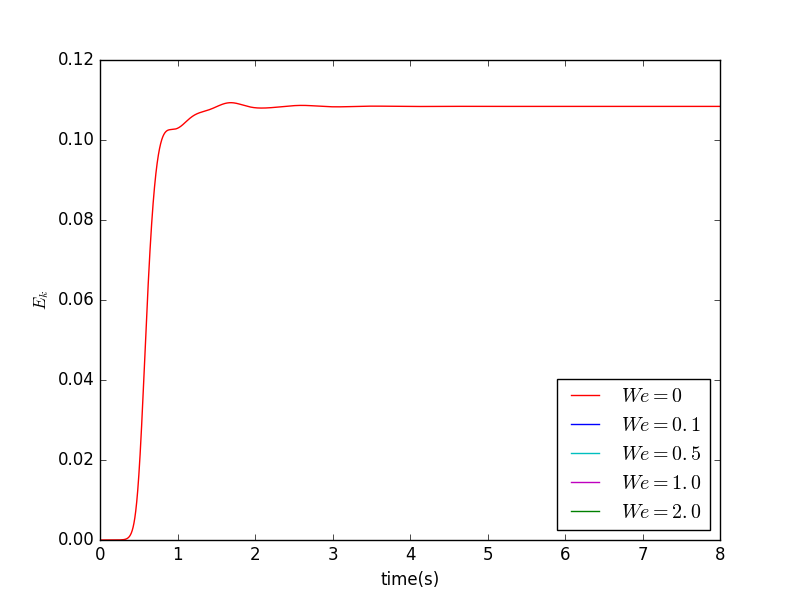 0.12
0.10
0.08
0.06
0.04
0.02
0.00
E_k
0 1 2 3 4 5 6 7 8
time(s)
We = 0
We = 0.1
We = 0.5
We = 1.0
We = 2.0